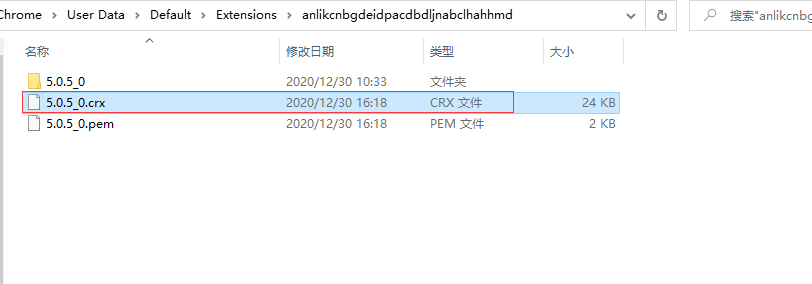 Chrome › User Data › Default › Extensions › anlikcnbgdeidpacdbdljnabclhahhmd 搜索"anlikcnbg
名称 修改日期 类型 大小
5.0.5_0 2020/12/30 10:33 文件夹
5.0.5_0.crx 2020/12/30 16:18 CRX 文件 24 KB
5.0.5_0.pem 2020/12/30 16:18 PEM 文件 2 KB